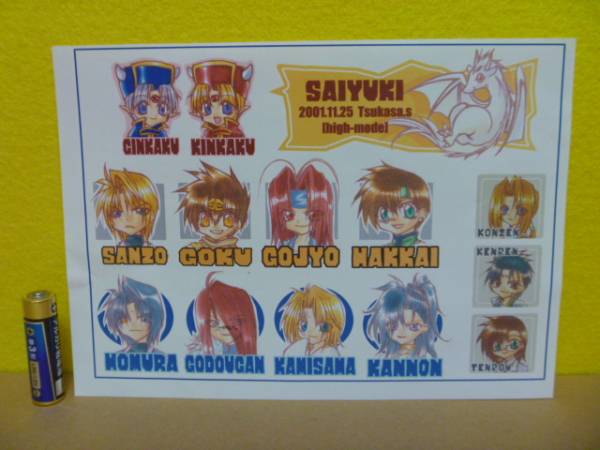 SAIYUKI
2001.11.25 Tsukasa.s
[high-mode]
GINKAKU KINKAKU
SANZO GOKU GOJYO HAKKAI
KONZEN
KENREN
TENPOU
HOMURA GODOUGAN KAMISAMA KANNON